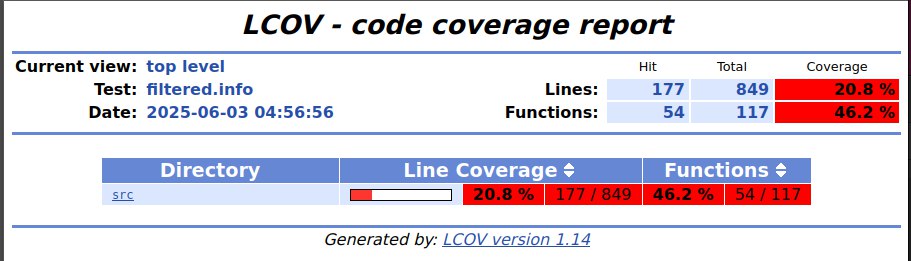 LCOV - code coverage report
Current view: top level Hit Total Coverage
Test: filtered.info Lines: 177 849 20.8 %
Date: 2025-06-03 04:56:56 Functions: 54 117 46.2 %
Directory Line Coverage Functions
src 20.8 % 177 / 849 46.2 % 54 / 117
Generated by: LCOV version 1.14